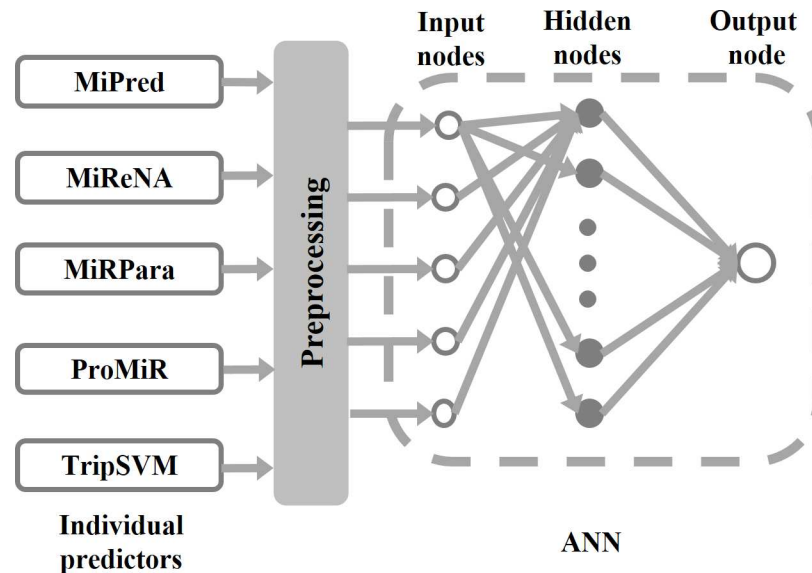 Input
nodes
Hidden
nodes
Output
node
MiPred
MiReNA
MiRPara
ProMiR
TripSVM
Preprocessing
Individual
predictors
ANN